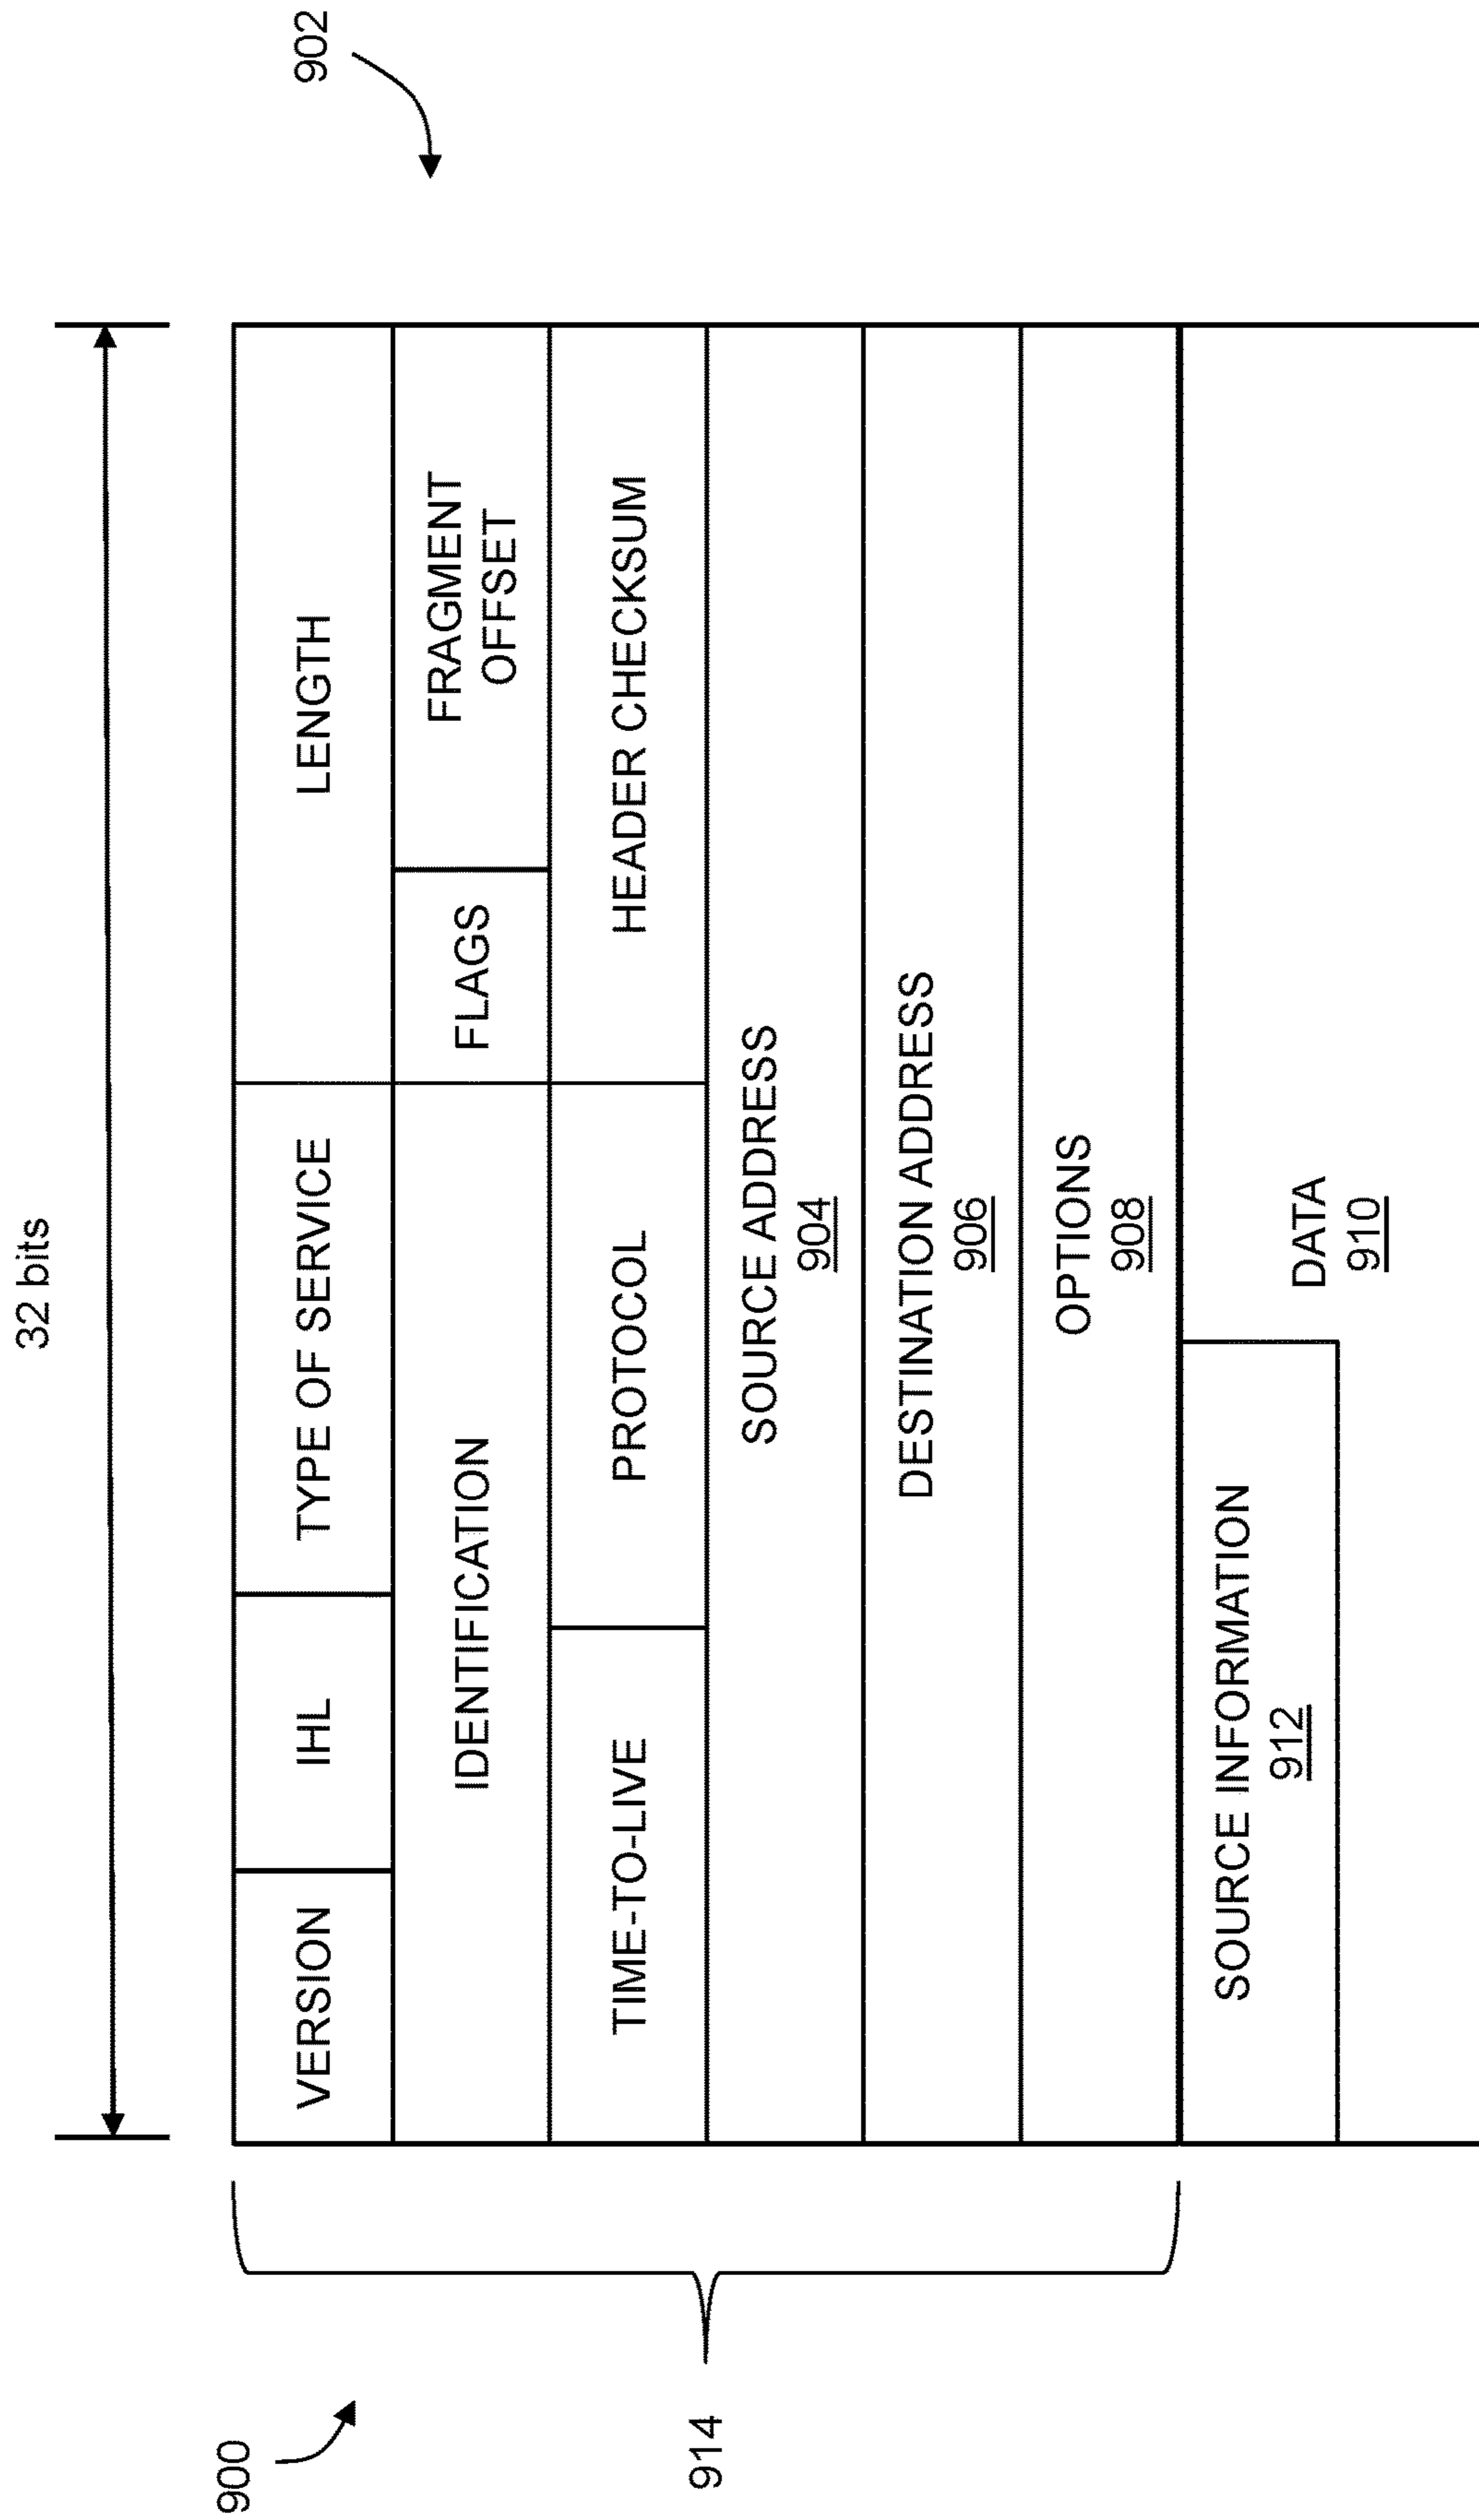 32 bits
900
902
VERSION
IHL
TYPE OF SERVICE
LENGTH
IDENTIFICATION
FLAGS
FRAGMENT
OFFSET
TIME-TO-LIVE
PROTOCOL
HEADER CHECKSUM
914
SOURCE ADDRESS
904
DESTINATION ADDRESS
906
OPTIONS
908
SOURCE INFORMATION
912
DATA
910